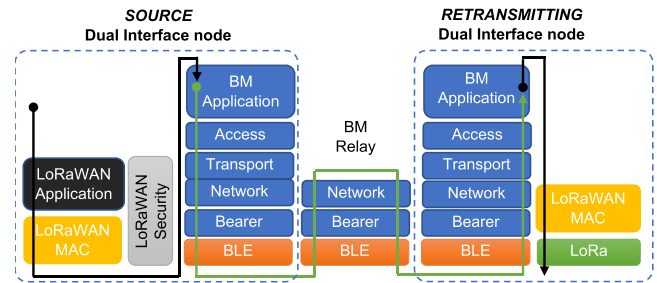 SOURCE
Dual Interface node
RETRANSMITTING
Dual Interface node
BM
Application
Access
Transport
Network
Bearer
BLE
LoRaWAN
Application
LoRaWAN
MAC
LoRaWAN
Security
BM
Relay
Network
Bearer
BLE
BM
Application
Access
Transport
Network
Bearer
BLE
LoRaWAN
MAC
LoRa